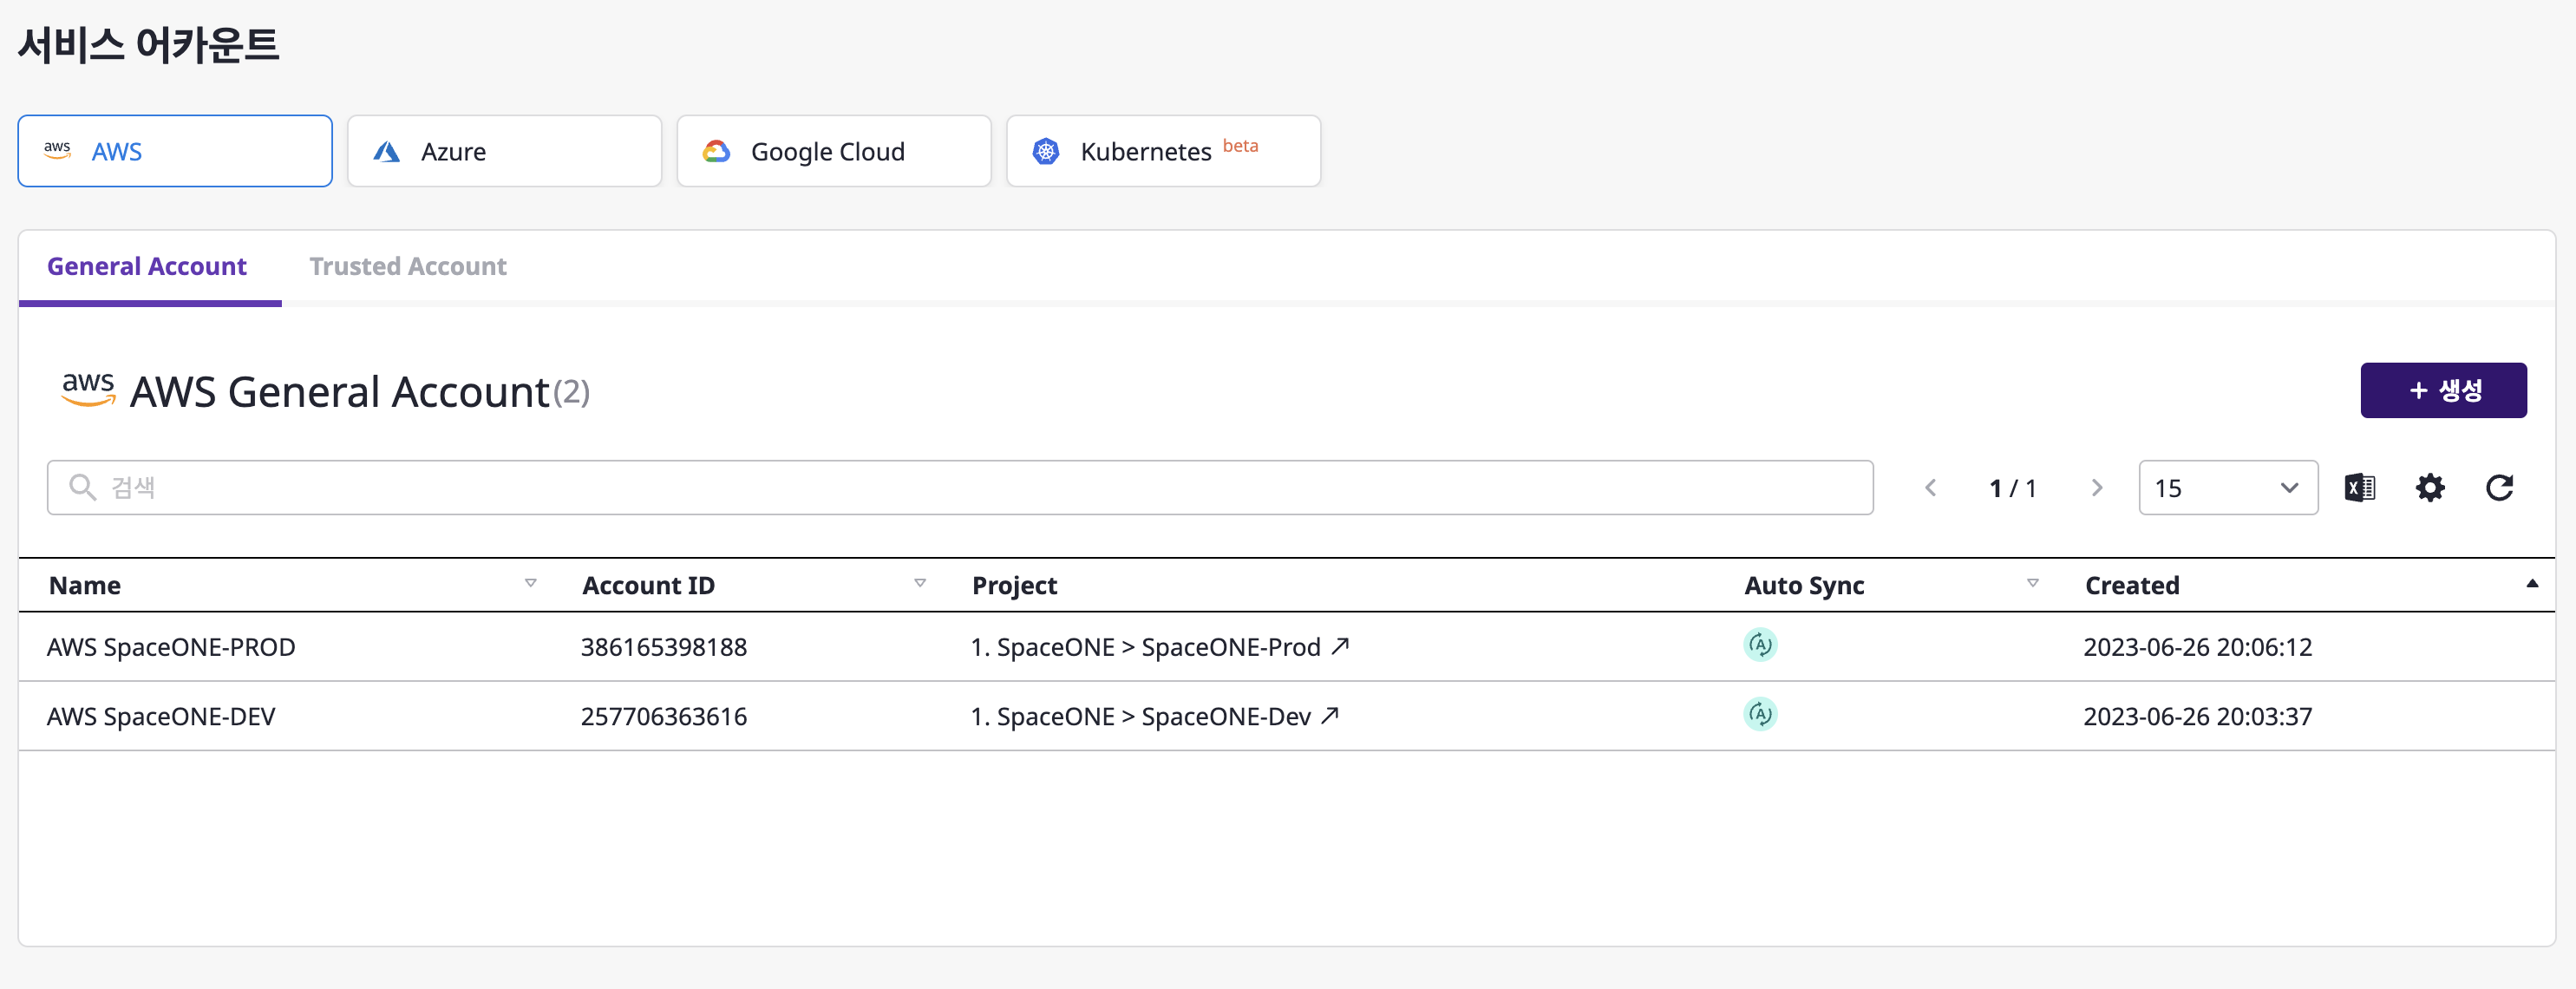 서비스 어카운트
aws AWS Azure Google Cloud Kubernetes beta
General Account Trusted Account
aws AWS General Account(2) + 생성
검색 1 / 1 15
Name Account ID Project Auto Sync Created
AWS SpaceONE-PROD 386165398188 1. SpaceONE > SpaceONE-Prod A 2023-06-26 20:06:12
AWS SpaceONE-DEV 257706363616 1. SpaceONE > SpaceONE-Dev A 2023-06-26 20:03:37